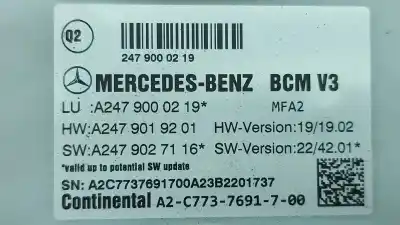 Q2
247 900 02 19
MERCEDES-BENZ BCM V3
LU :A247 900 02 19* MFA2
HW:A247 901 92 01 HW-Version:19/19.02
SW:A247 902 71 16* SW-Version:22/42.01*
*valid up to potential SW update
SN: A2C7737691700A23B2201737
Continental A2-C773-7691-7-00